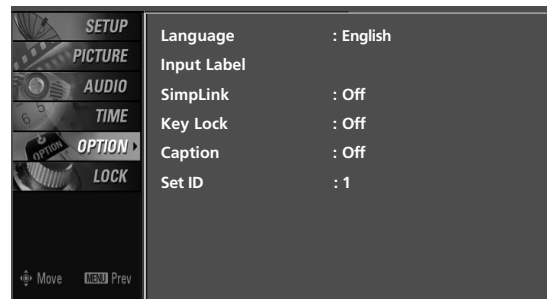 SETUP
PICTURE
AUDIO
TIME
OPTION
LOCK
Move MENU Prev
Language : English
Input Label
SimpLink : Off
Key Lock : Off
Caption : Off
Set ID : 1